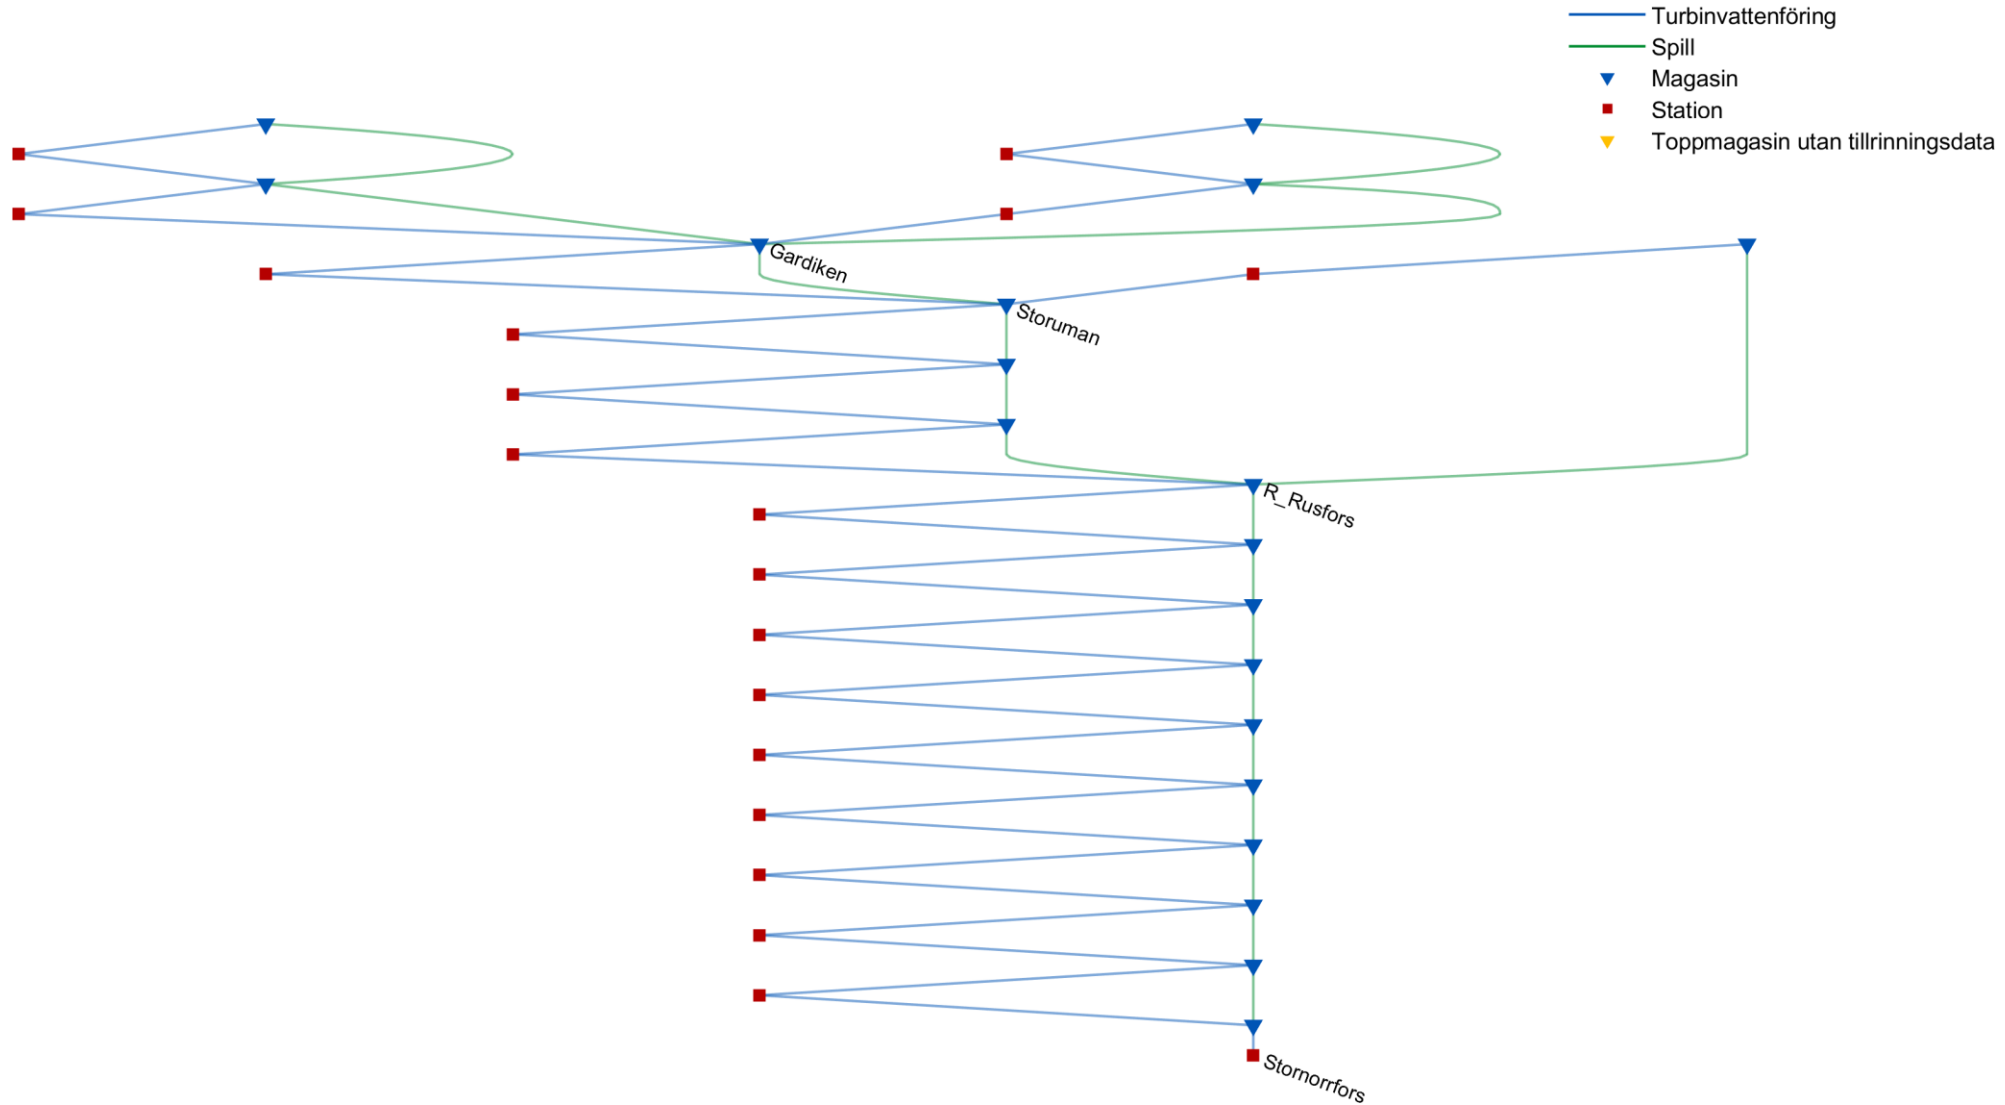 Turbinvattenföring
Spill
Magasin
Station
Toppmagasin utan tillrinningsdata
Gardiken
Storuman
R_Rusfors
Stornorrfors